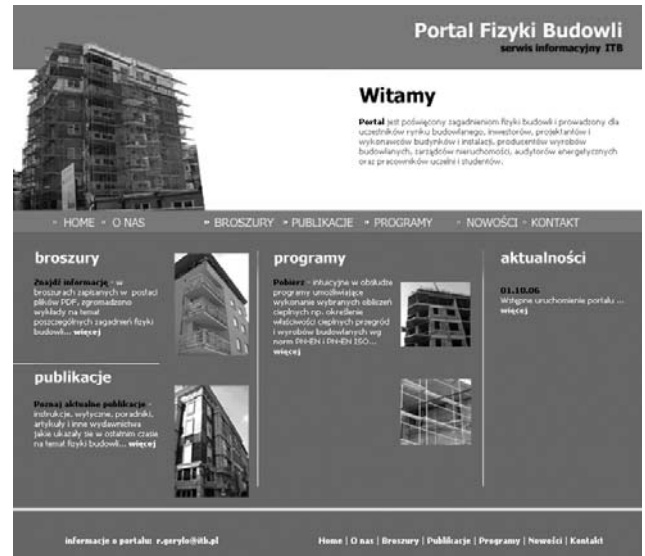 Portal Fizyki Budowli
serwis informacyjny ITB
Witamy
Portal jest poświęcony zagadnieniom fizyki budowli i prowadzony dla
uczestników rynku budowlanego, inwestorów, projektantów i
wykonawców budynków i instalacji, producentów wyrobów
budowlanych, zarządców nieruchomości, audytorów energetycznych
oraz pracowników uczelni i studentów.
HOME O NAS BROSZURY PUBLIKACJE PROGRAMY NOWOŚCI KONTAKT
broszury
Znajdź informację - w
broszurach zapisanych w postaci
plików PDF, zgromadzono
wykłady na temat
poszczególnych zagadnień fizyki
budowli... więcej
publikacje
Poznaj aktualne publikacje -
instrukcje, wytyczne, poradniki,
artykuły i inne wydawnictwa
jakie ukazały sie w ostatnim czasie
na temat fizyki budowli... więcej
programy
Pobierz - intuicyjne w obsłudze
programy umożliwiające
wykonanie wybranych obliczeń
cieplnych np. określenie
właściwości cieplnych przegród
i wyrobów budowlanych wg
norm PN-EN i PN-EN ISO...
więcej
aktualności
01.10.06
Wstępne uruchomienie portalu ...
więcej
informacje o portalu: r.gerylo@itb.pl
Home | O nas | Broszury | Publikacje | Programy | Nowości | Kontakt